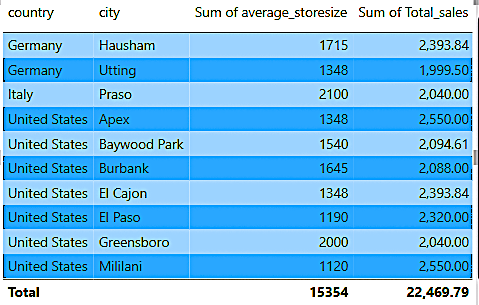 country city Sum of average_storesize Sum of Total_sales
Germany Hausham 1715 2,393.84
Germany Utting 1348 1,999.50
Italy Praso 2100 2,040.00
United States Apex 1348 2,550.00
United States Baywood Park 1540 2,094.61
United States Burbank 1645 2,088.00
United States El Cajon 1348 2,393.84
United States El Paso 1190 2,320.00
United States Greensboro 2000 2,040.00
United States Mililani 1120 2,550.00
Total 15354 22,469.79